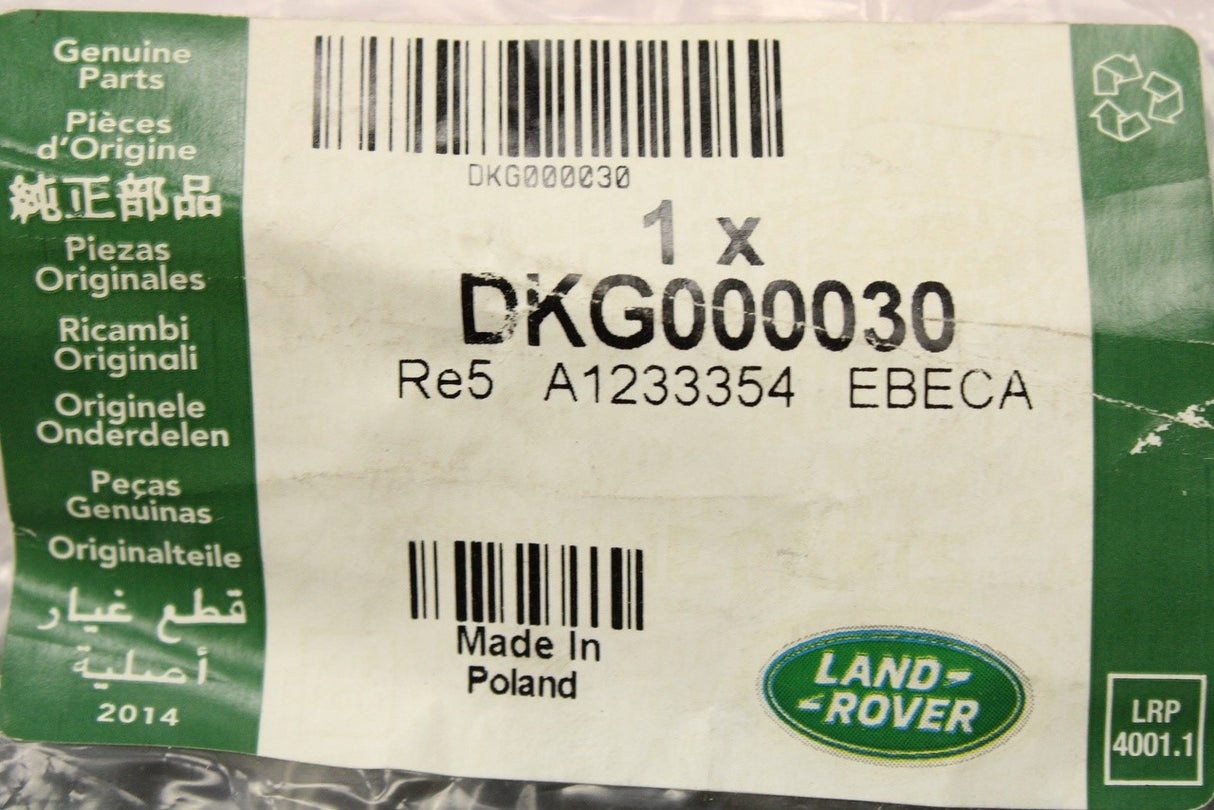 Genuine
Parts
Pièces
d'Origine
純正部品
Piezas
Originales
Ricambi
Originali
Originele
Onderdelen
Peças
Genuinas
Originalteile
قطع غيار
أصلية
2014
DKG000030
1 x
DKG000030
Re5 A1233354 EBECA
Made In
Poland
LAND-
-ROVER
LRP
4001.1